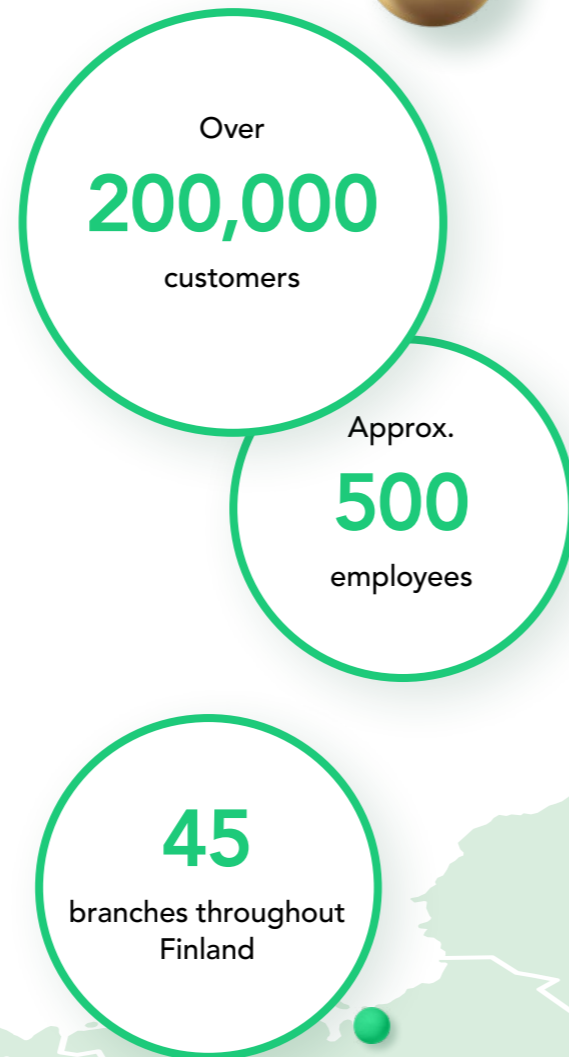 Over
200,000
customers
Approx.
500
employees
45
branches throughout
Finland